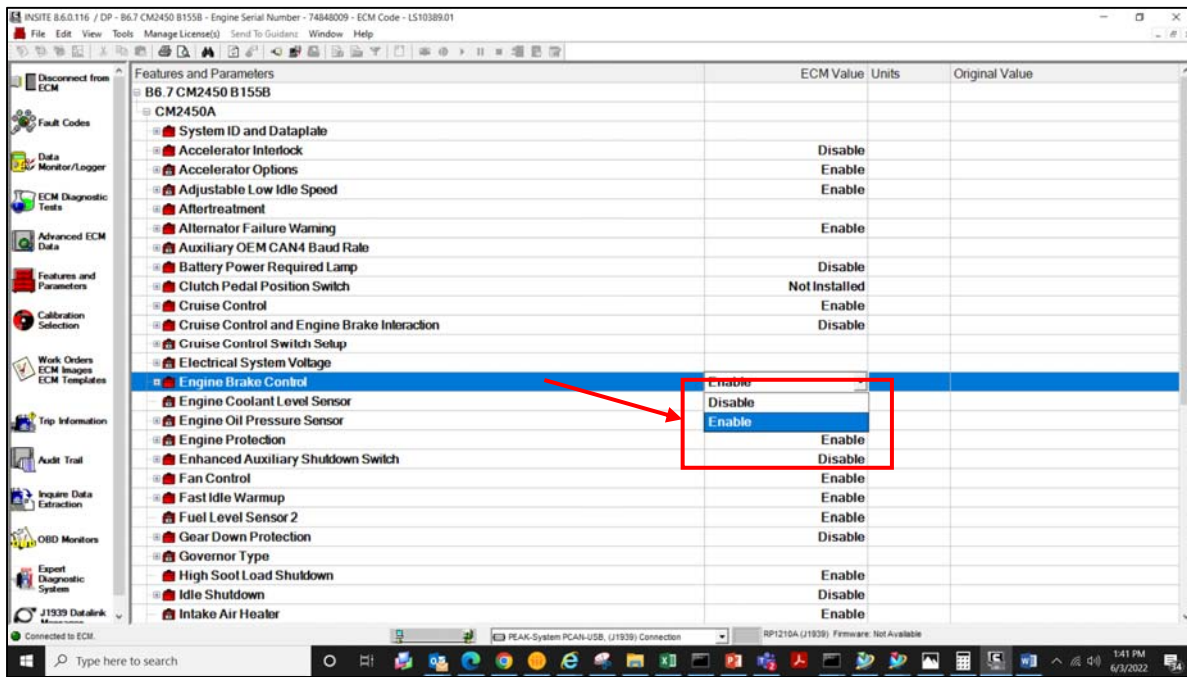 INSITE 8.6.0.116 / DP - B6.7 CM2450 B155B - Engine Serial Number - 74848009 - ECM Code - LS10389.01
File Edit View Tools ManageLicense(s) Send To Guidanz Window Help
Features and Parameters ECM Value Units Original Value
Disconnect from ECM
B6.7 CM2450 B155B
CM2450A
Fault Codes
System ID and Dataplate
Accelerator Interlock Disable
Data Monitor/Logger
Accelerator Options Enable
Adjustable Low Idle Speed Enable
ECM Diagnostic Tests
Aftertreatment
Alternator Failure Warning Enable
Advanced ECM Data
Auxiliary OEM CAN4 Baud Rate
Battery Power Required Lamp Disable
Features and Parameters
Clutch Pedal Position Switch Not Installed
Cruise Control Enable
Calibration Selection
Cruise Control and Engine Brake Interaction Disable
Cruise Control Switch Setup
Work Orders
ECM Images
ECM Templates
Electrical System Voltage
Engine Brake Control Enable
Engine Coolant Level Sensor Disable
Trip Information
Engine Oil Pressure Sensor Enable
Engine Protection Enable
Audit Trail
Enhanced Auxiliary Shutdown Switch Disable
Fan Control Enable
Inquire Data Extraction
Fast Idle Warmup Enable
Fuel Level Sensor 2 Enable
OBD Monitors
Gear Down Protection Disable
Governor Type
Expert Diagnostic System
High Soot Load Shutdown Enable
Idle Shutdown Disable
J1939 Datalink
Intake Air Heater Enable
Connected to ECM. PEAK-System PCAN-USB, (J1939) Connection RP1210A (J1939) Firmware: Not Available
Type here to search
1:41 PM
6/3/2022
34